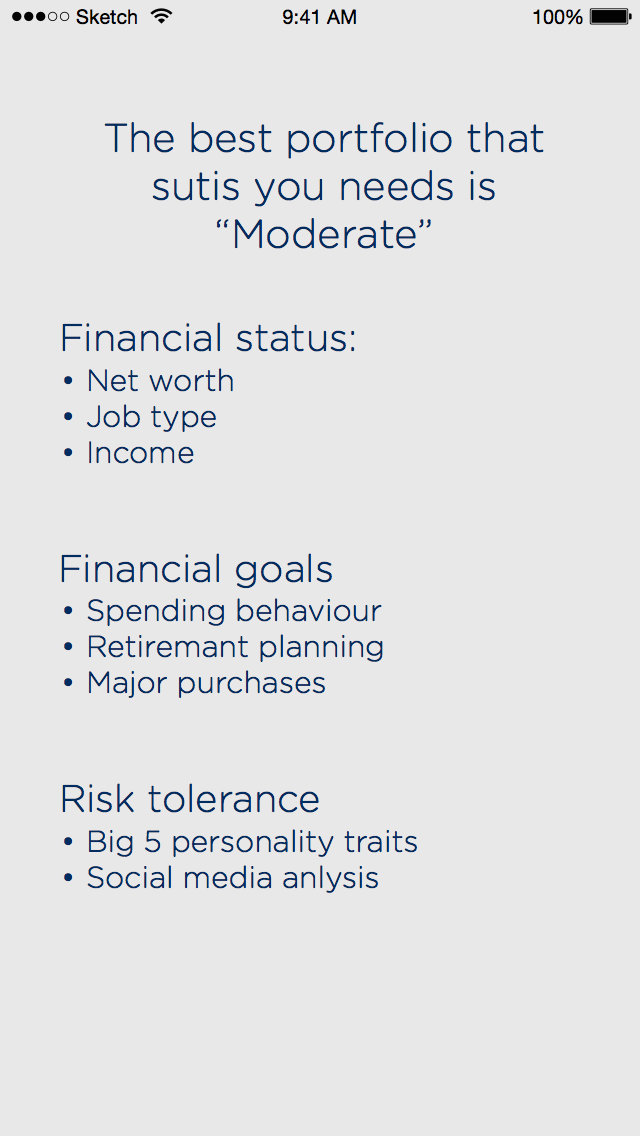 Sketch 9:41 AM 100%
The best portfolio that
sutis you needs is
“Moderate”
Financial status:
• Net worth
• Job type
• Income
Financial goals
• Spending behaviour
• Retiremant planning
• Major purchases
Risk tolerance
• Big 5 personality traits
• Social media anlysis